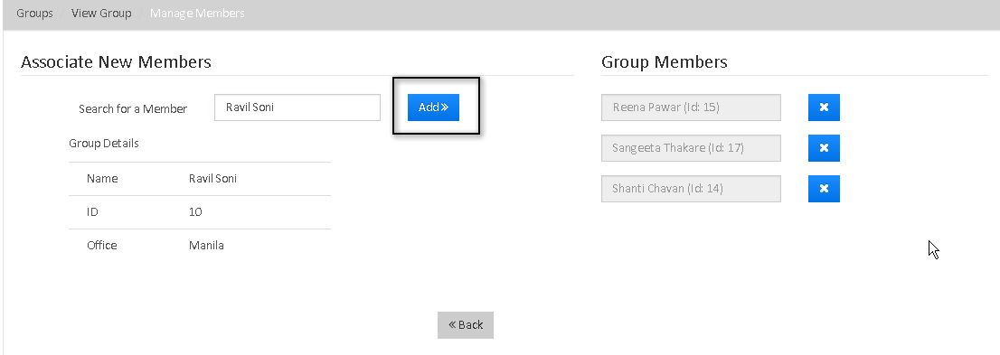 Groups / View Group / Manage Members
Associate New Members
Search for a Member Ravil Soni Add »
Group Details
Name Ravil Soni
ID 10
Office Manila
Group Members
Reena Pawar (Id: 15) ×
Sangeeta Thakare (Id: 17) ×
Shanti Chavan (Id: 14) ×
« Back